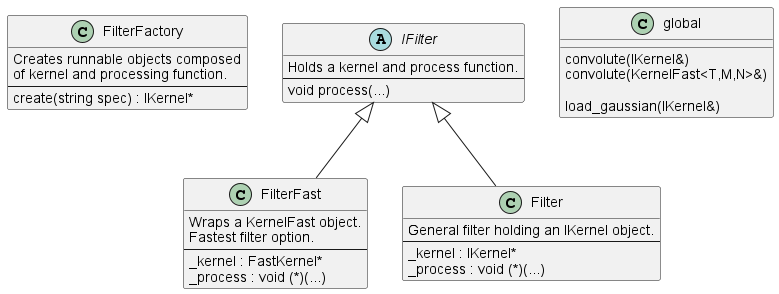 C FilterFactory
Creates runnable objects composed
of kernel and processing function.
create(string spec) : IKernel*
A IFilter
Holds a kernel and process function.
void process(...)
C global
convolute(IKernel&)
convolute(KernelFast<T,M,N>&)
load_gaussian(IKernel&)
C FilterFast
Wraps a KernelFast object.
Fastest filter option.
_kernel : FastKernel*
_process : void (*)(...)
C Filter
General filter holding an IKernel object.
_kernel : IKernel*
_process : void (*)(...)